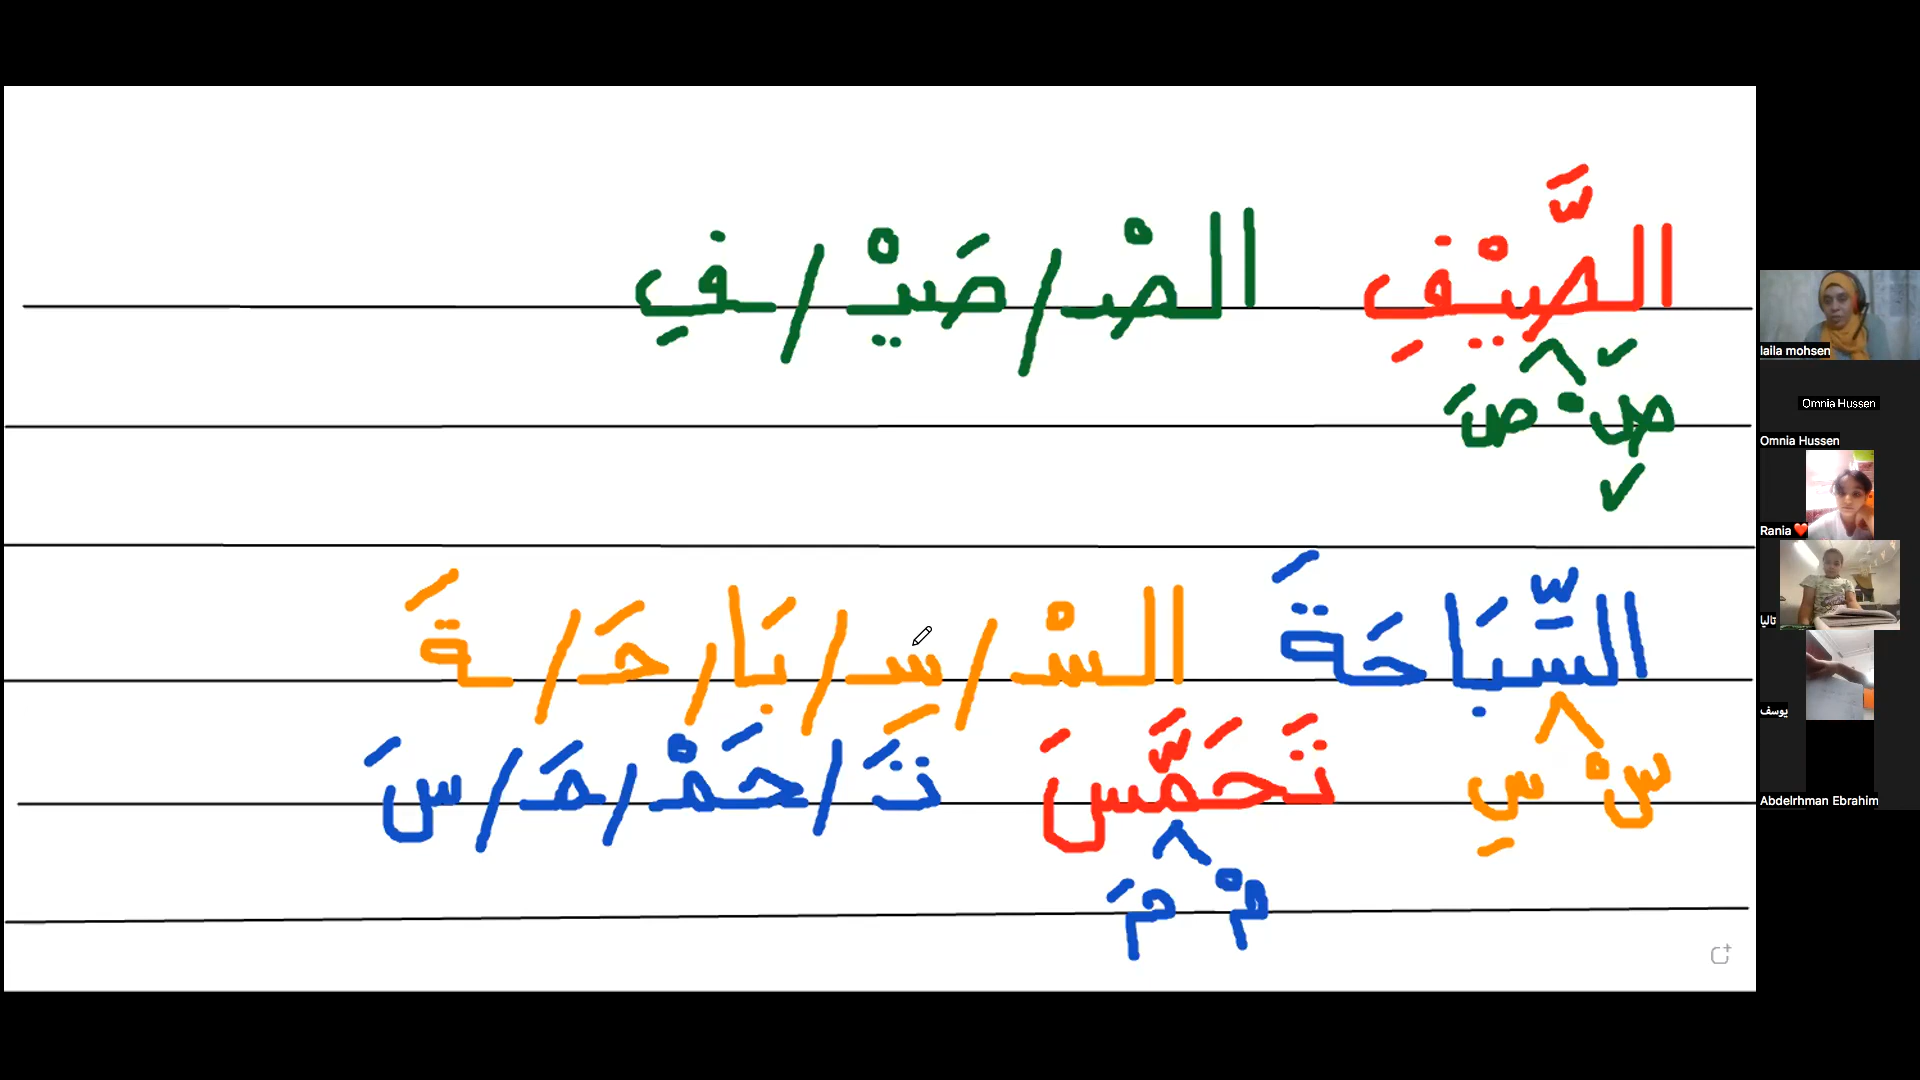 الصَّيْفِ الصْ/صَيْ/فِ
صْ صَ
السِّبَاحَةَ السْ/سِ/بَا/حَ/ةَ
سْ سِ
تَحَمَّسَ تَ/حَمْ/مَ/سَ
مْ مَ
laila mohsen
Omnia Hussen
Omnia Hussen
Rania❤️
تاليا
يوسف
Abdelrhman Ebrahim